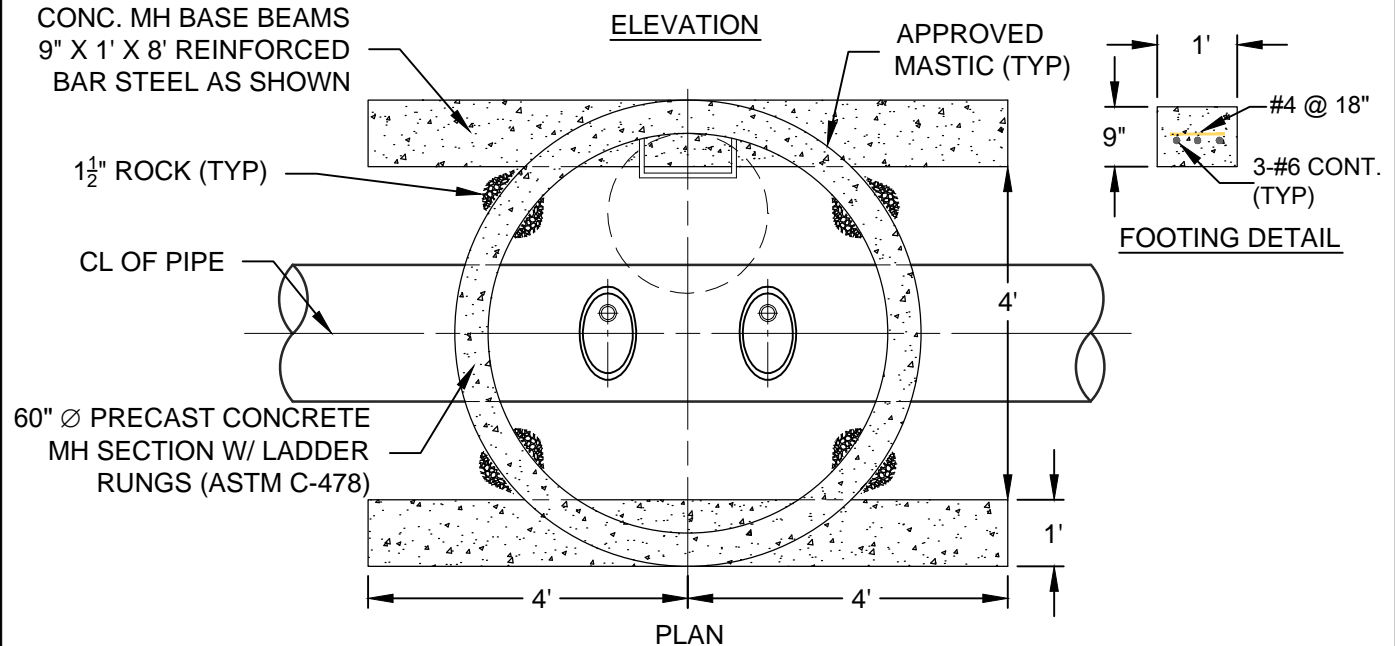 CONC. MH BASE BEAMS
9" X 1' X 8' REINFORCED
BAR STEEL AS SHOWN
ELEVATION
APPROVED
MASTIC (TYP)
1'
#4 @ 18"
9"
3-#6 CONT.
(TYP)
FOOTING DETAIL
1½" ROCK (TYP)
CL OF PIPE
4'
60" ∅ PRECAST CONCRETE
MH SECTION W/ LADDER
RUNGS (ASTM C-478)
1'
4'
4'
PLAN